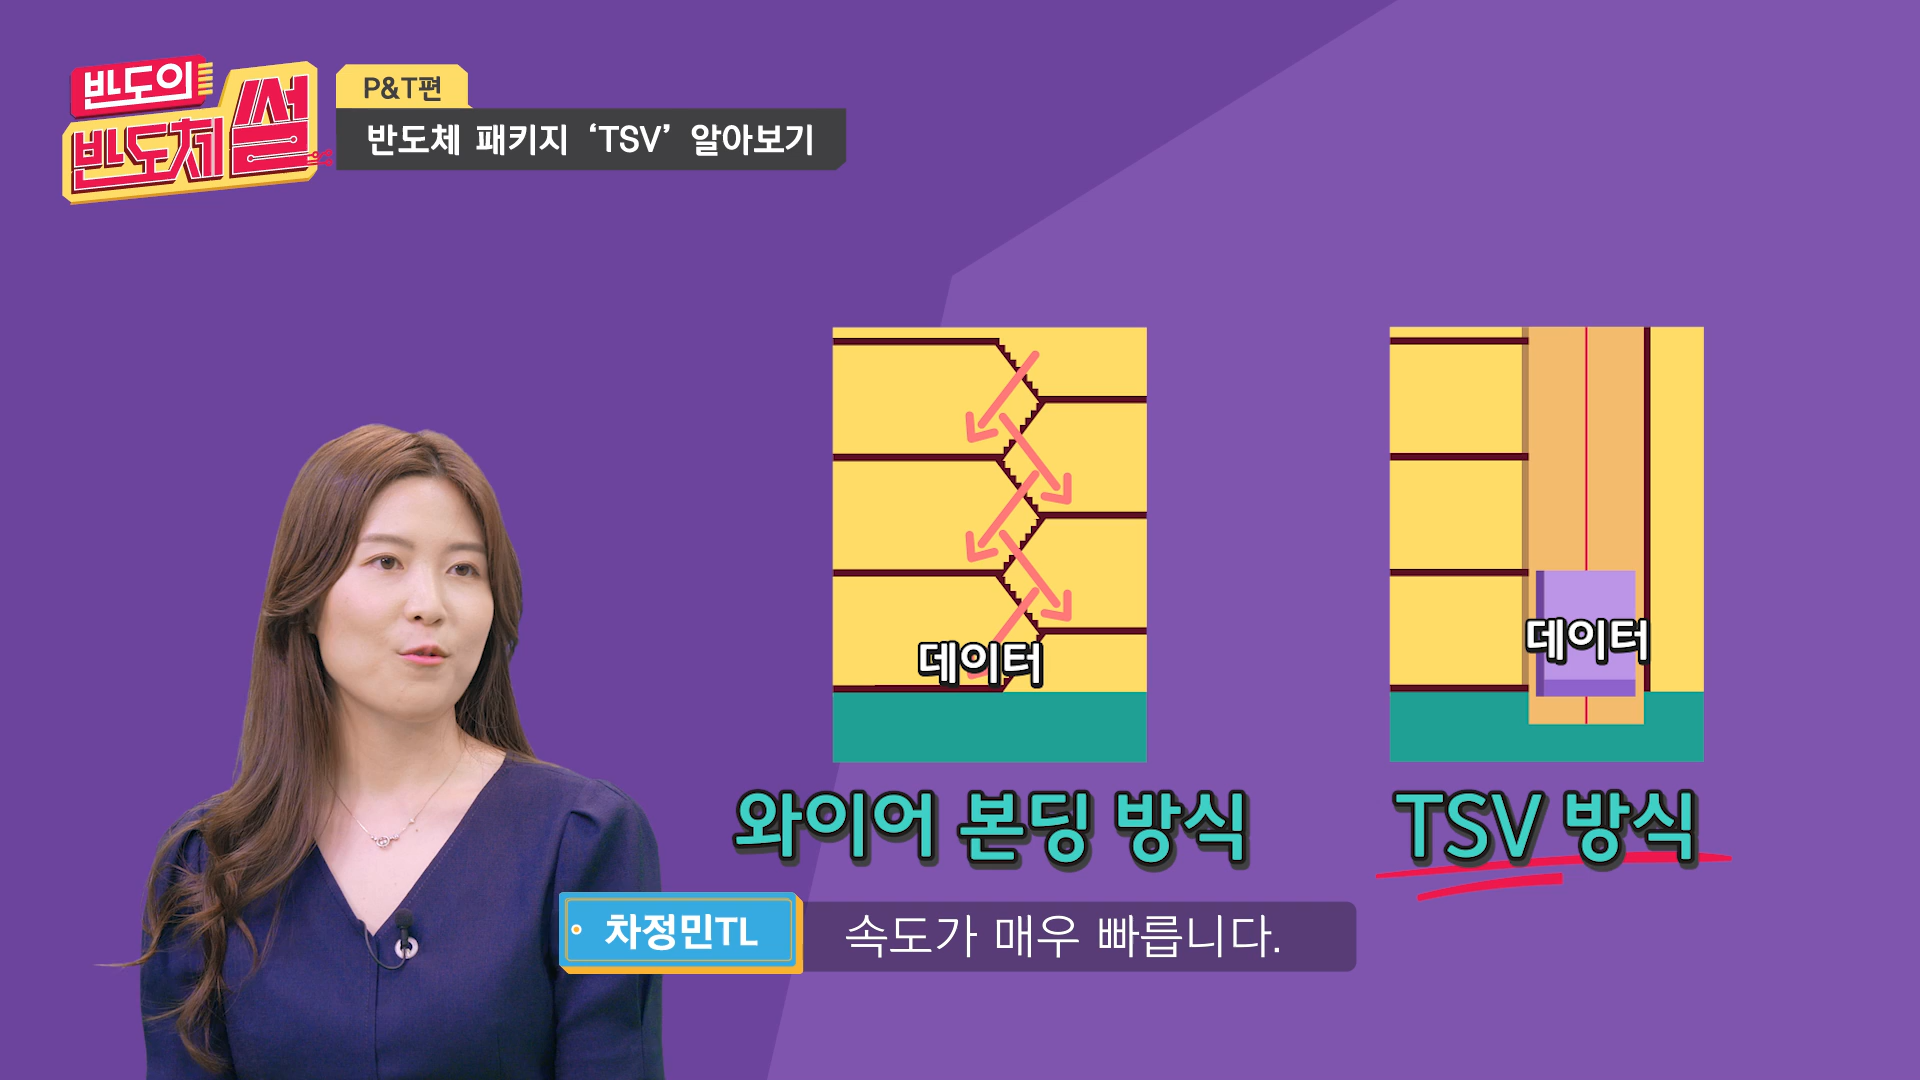 반도의
반도체썰
P&T편
반도체 패키지 ‘TSV’ 알아보기
데이터
데이터
와이어 본딩 방식
TSV 방식
차정민TL
속도가 매우 빠릅니다.